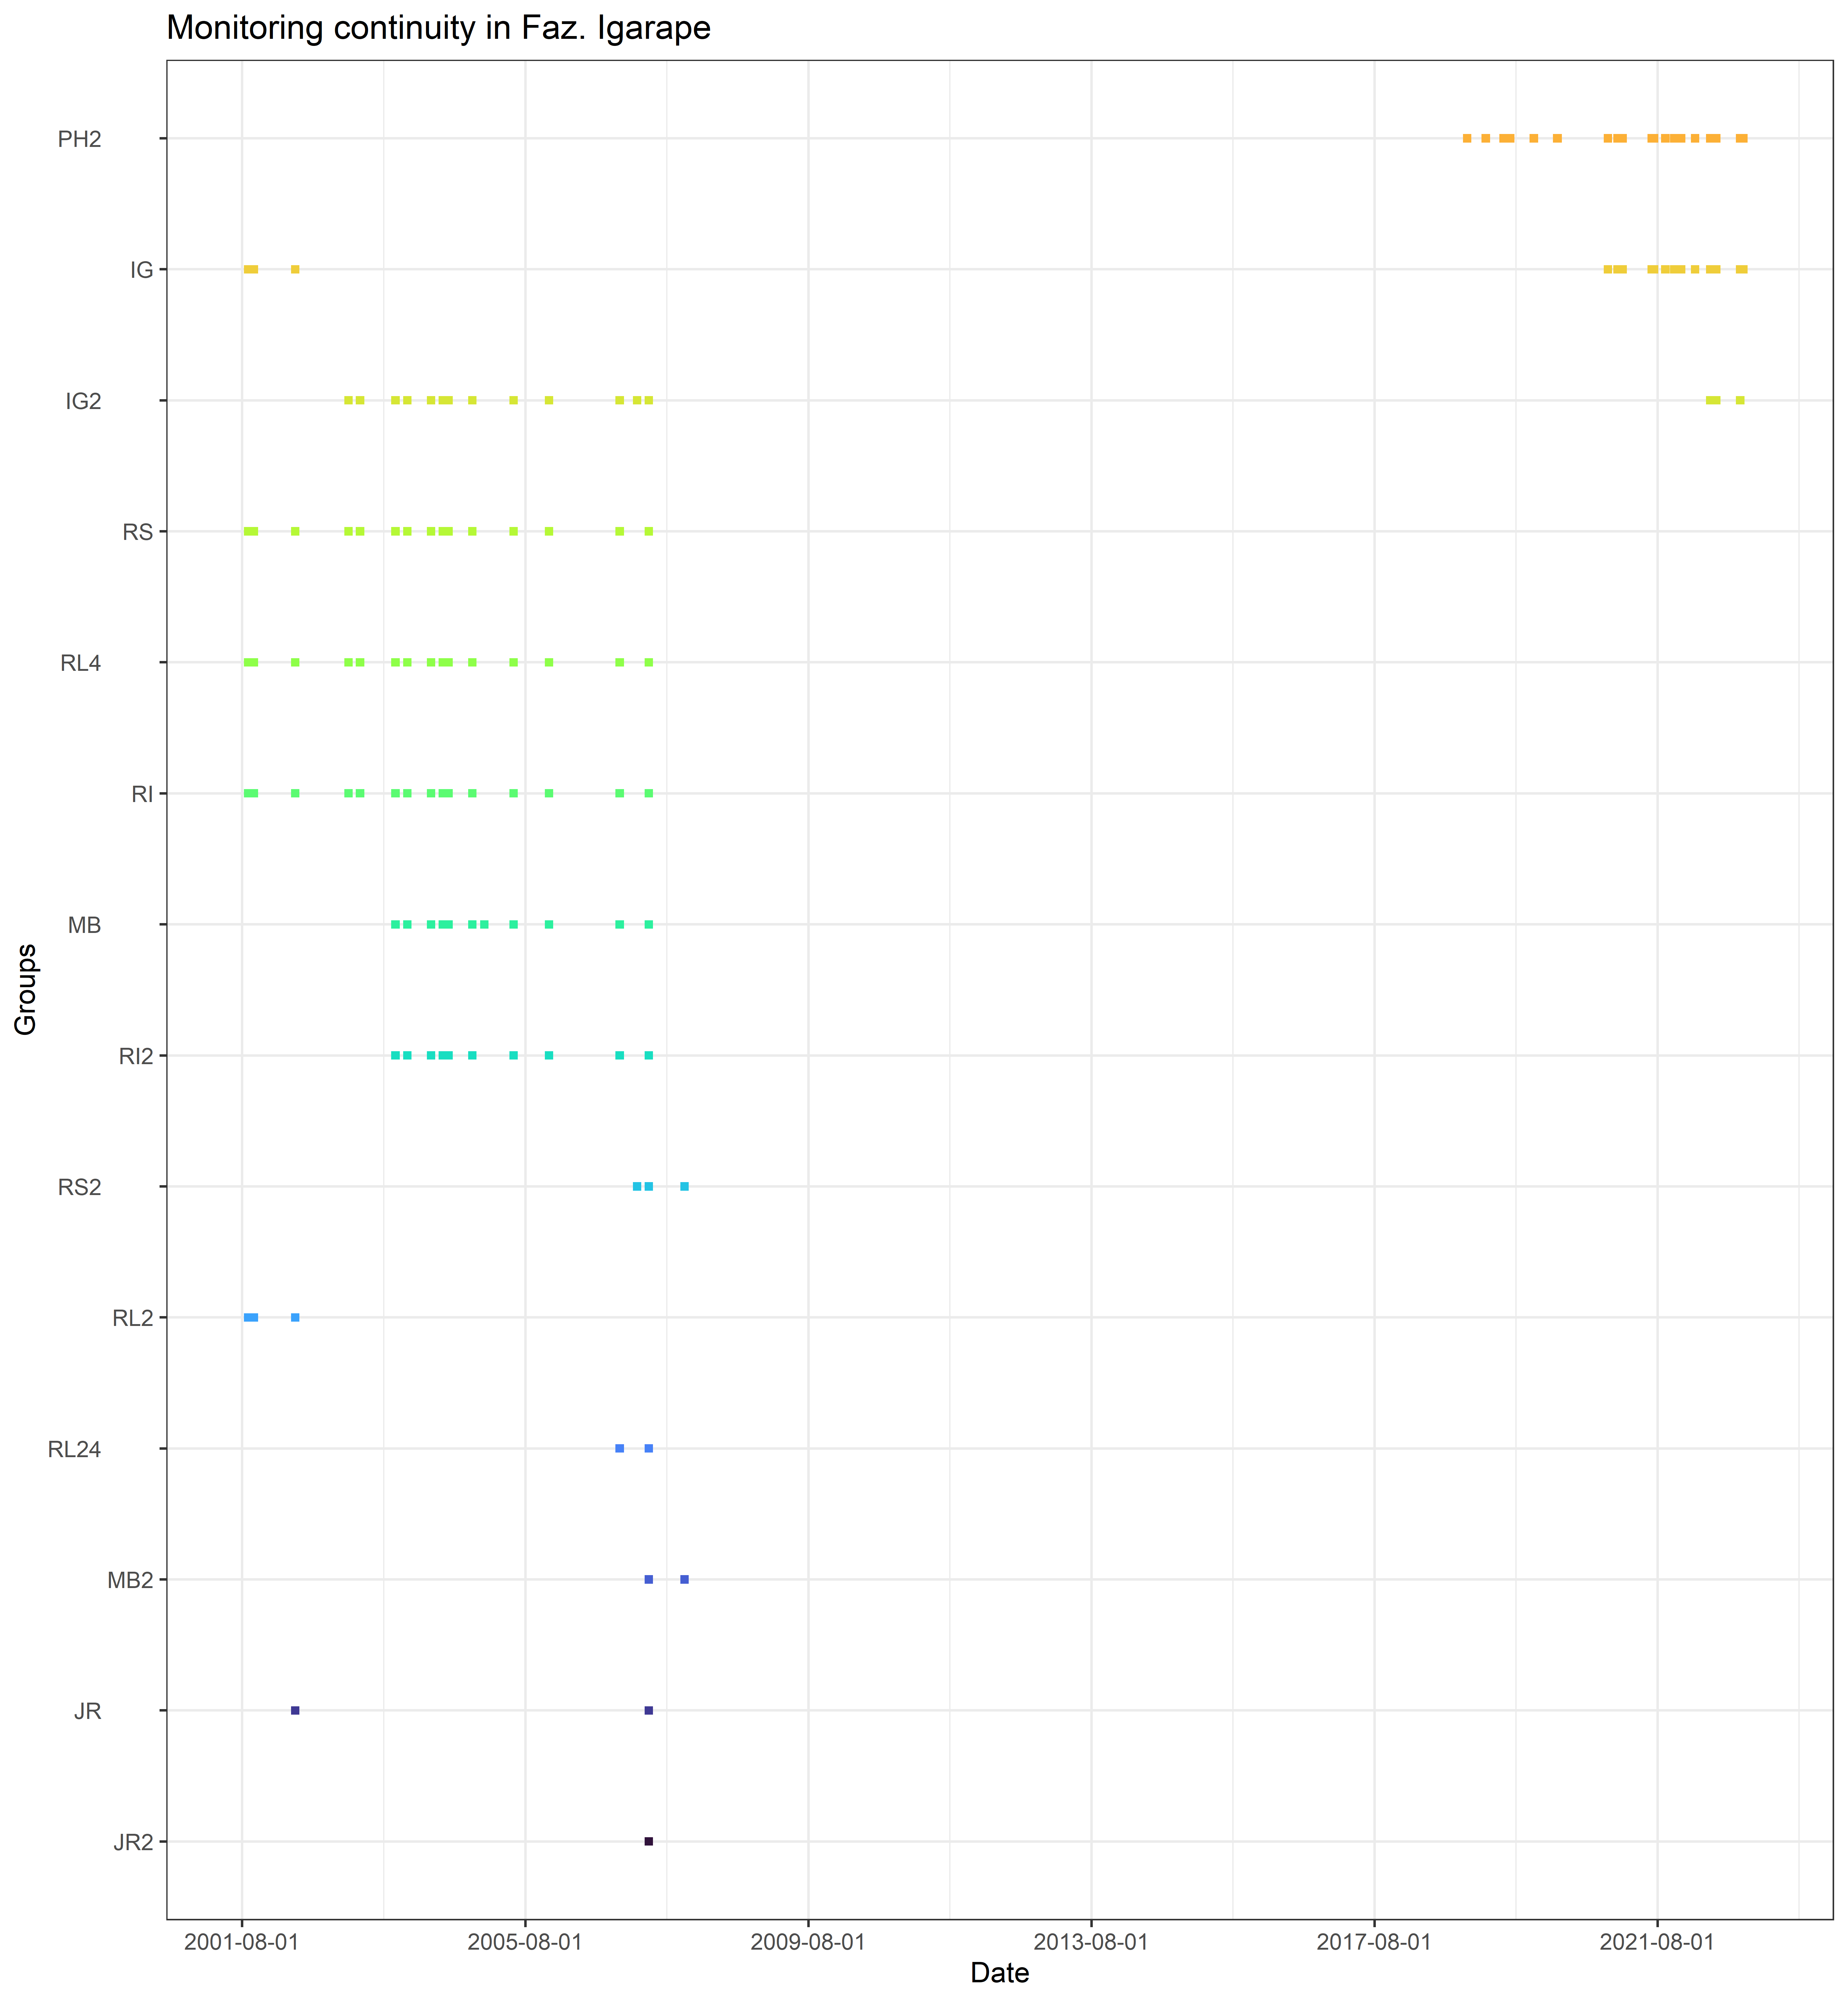 Monitoring continuity in Faz. Igarape
PH2
IG
IG2
RS
RL4
RI
MB
RI2
RS2
RL2
RL24
MB2
JR
JR2
Groups
2001-08-01 2005-08-01 2009-08-01 2013-08-01 2017-08-01 2021-08-01
Date